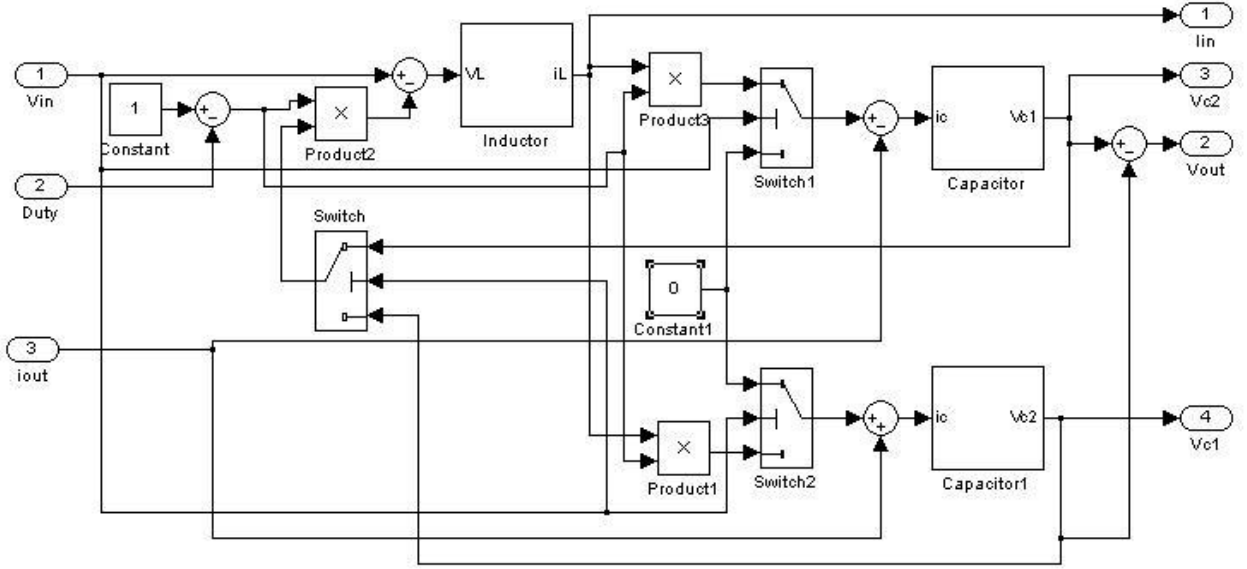 1
Iin
1
Vin
1
Constant
+
−
×
Product2
+
−
VL
iL
Inductor
×
Product3
Switch1
+
−
ic
Vc1
Capacitor
3
Vc2
+
−
2
Vout
2
Duty
Switch
0
Constant1
3
iout
×
Product1
Switch2
+
+
ic
Vc2
Capacitor1
4
Vc1